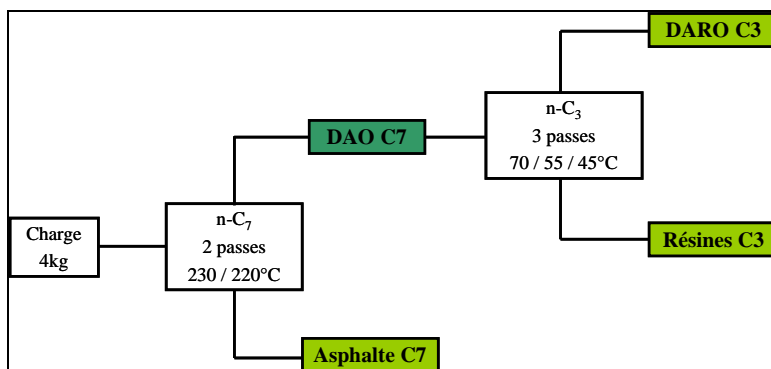 DARO C3
n-C₃
3 passes
70 / 55 / 45°C
DAO C7
n-C₇
2 passes
230 / 220°C
Charge
4kg
Résines C3
Asphalte C7